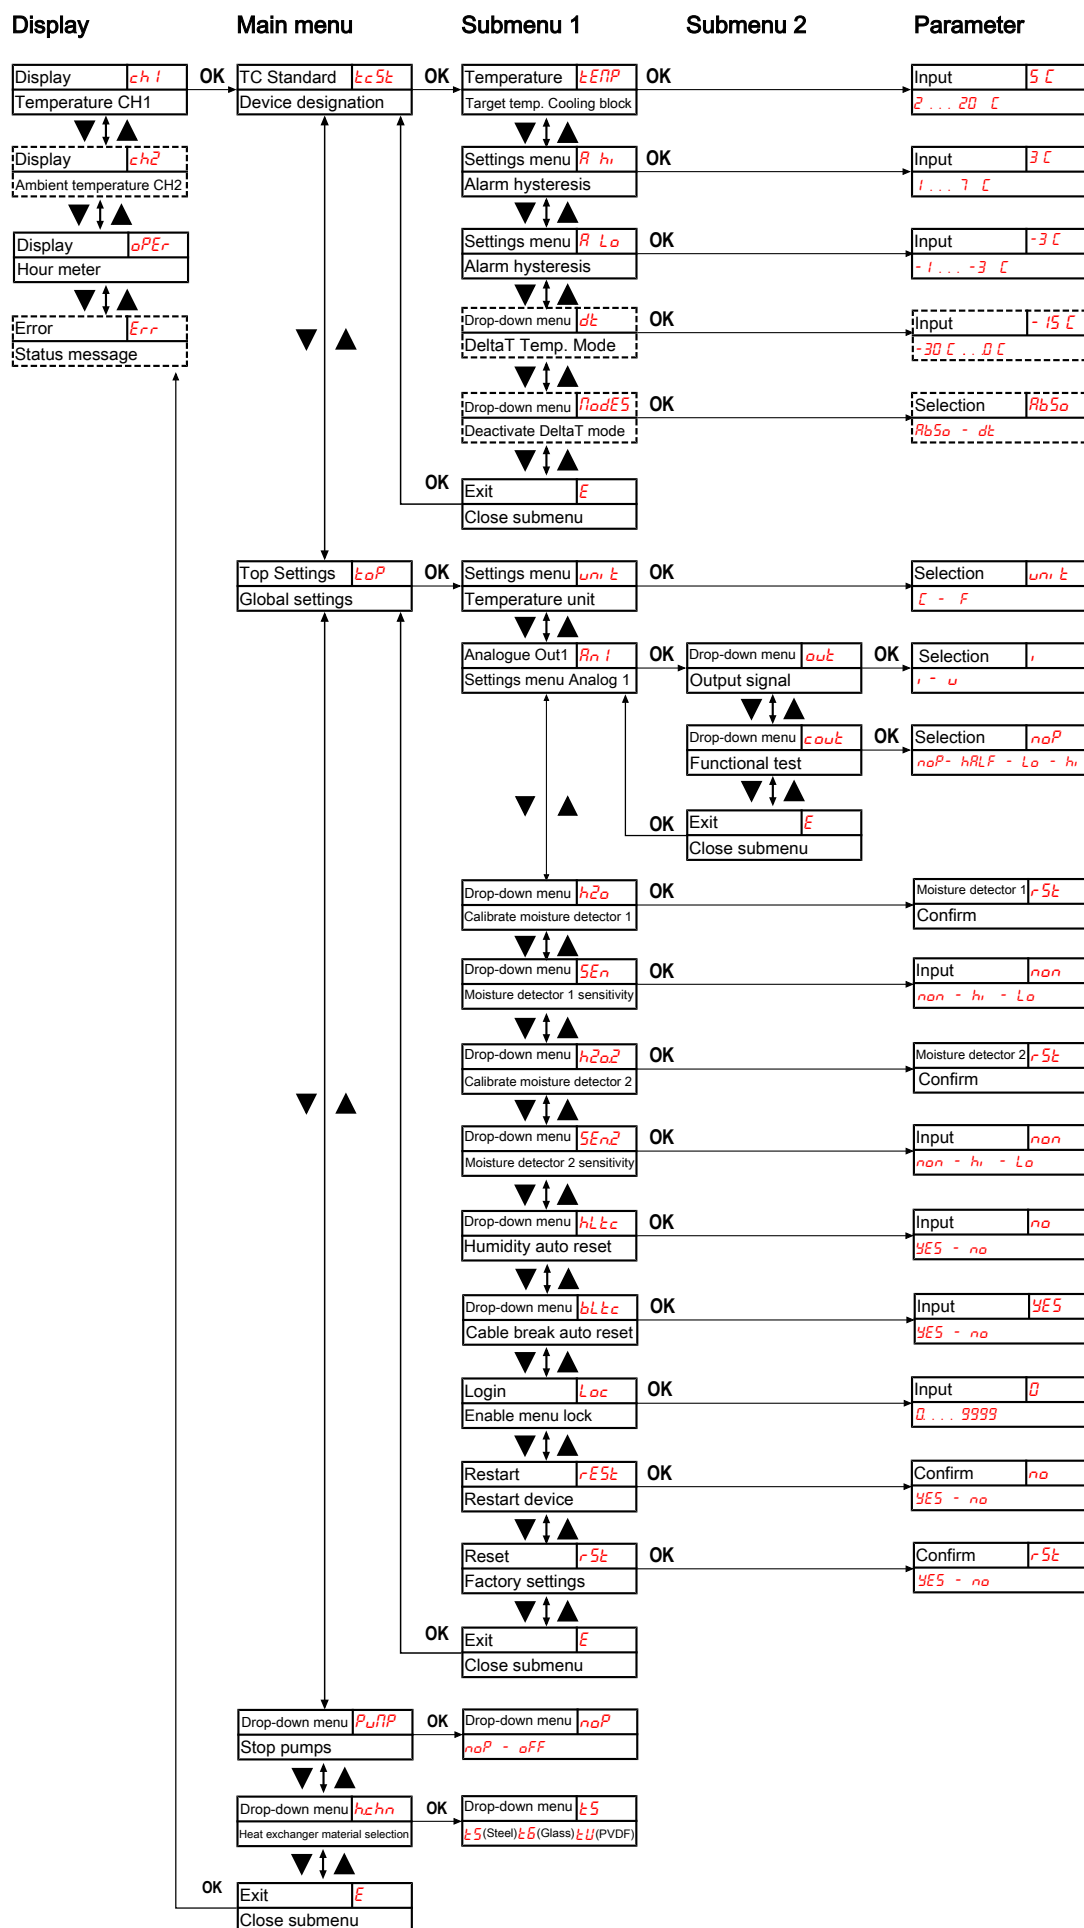 Display Main menu Submenu 1 Submenu 2 Parameter
Display ch1 OK TC Standard tcSt OK Temperature tEMP OK Input 5 C
Temperature CH1 Device designation Target temp. Cooling block 2 . . . 20 C
Display ch2 Settings menu A hi OK Input 3 C
Ambient temperature CH2 Alarm hysteresis 1 . . . 7 C
Display oPEr Settings menu A Lo OK Input -3 C
Hour meter Alarm hysteresis -1 . . . -3 C
Error Err Drop-down menu dt OK Input -15 C
Status message DeltaT Temp. Mode -30 C . . . 0 C
Drop-down menu ModES OK Selection AbSo
Deactivate DeltaT mode AbSo - dt
OK Exit E
Close submenu
Top Settings toP OK Settings menu unit OK Selection unit
Global settings Temperature unit C - F
Analogue Out1 An1 OK Drop-down menu out OK Selection i
Settings menu Analog 1 Output signal i - u
Drop-down menu cout OK Selection noP
Functional test noP- hALF - Lo - hi
OK Exit E
Close submenu
Drop-down menu h2o OK Moisture detector 1 rSt
Calibrate moisture detector 1 Confirm
Drop-down menu S.En OK Input non
Moisture detector 1 sensitivity non - hi - Lo
Drop-down menu h2o.2 OK Moisture detector 2 rSt
Calibrate moisture detector 2 Confirm
Drop-down menu SEn.2 OK Input non
Moisture detector 2 sensitivity non - hi - Lo
Drop-down menu hLtc OK Input no
Humidity auto reset YES - no
Drop-down menu bLtc OK Input YES
Cable break auto reset YES - no
Login Loc OK Input 0
Enable menu lock 0. . . . 9999
Restart rESt OK Confirm no
Restart device YES - no
Reset rSt OK Confirm rSt
Factory settings YES - no
OK Exit E
Close submenu
Drop-down menu PuMP OK Drop-down menu noP
Stop pumps noP - oFF
Drop-down menu h.chn OK Drop-down menu tS
Heat exchanger material selection tS(Steel) tG(Glass) tU(PVDF)
OK Exit E
Close submenu